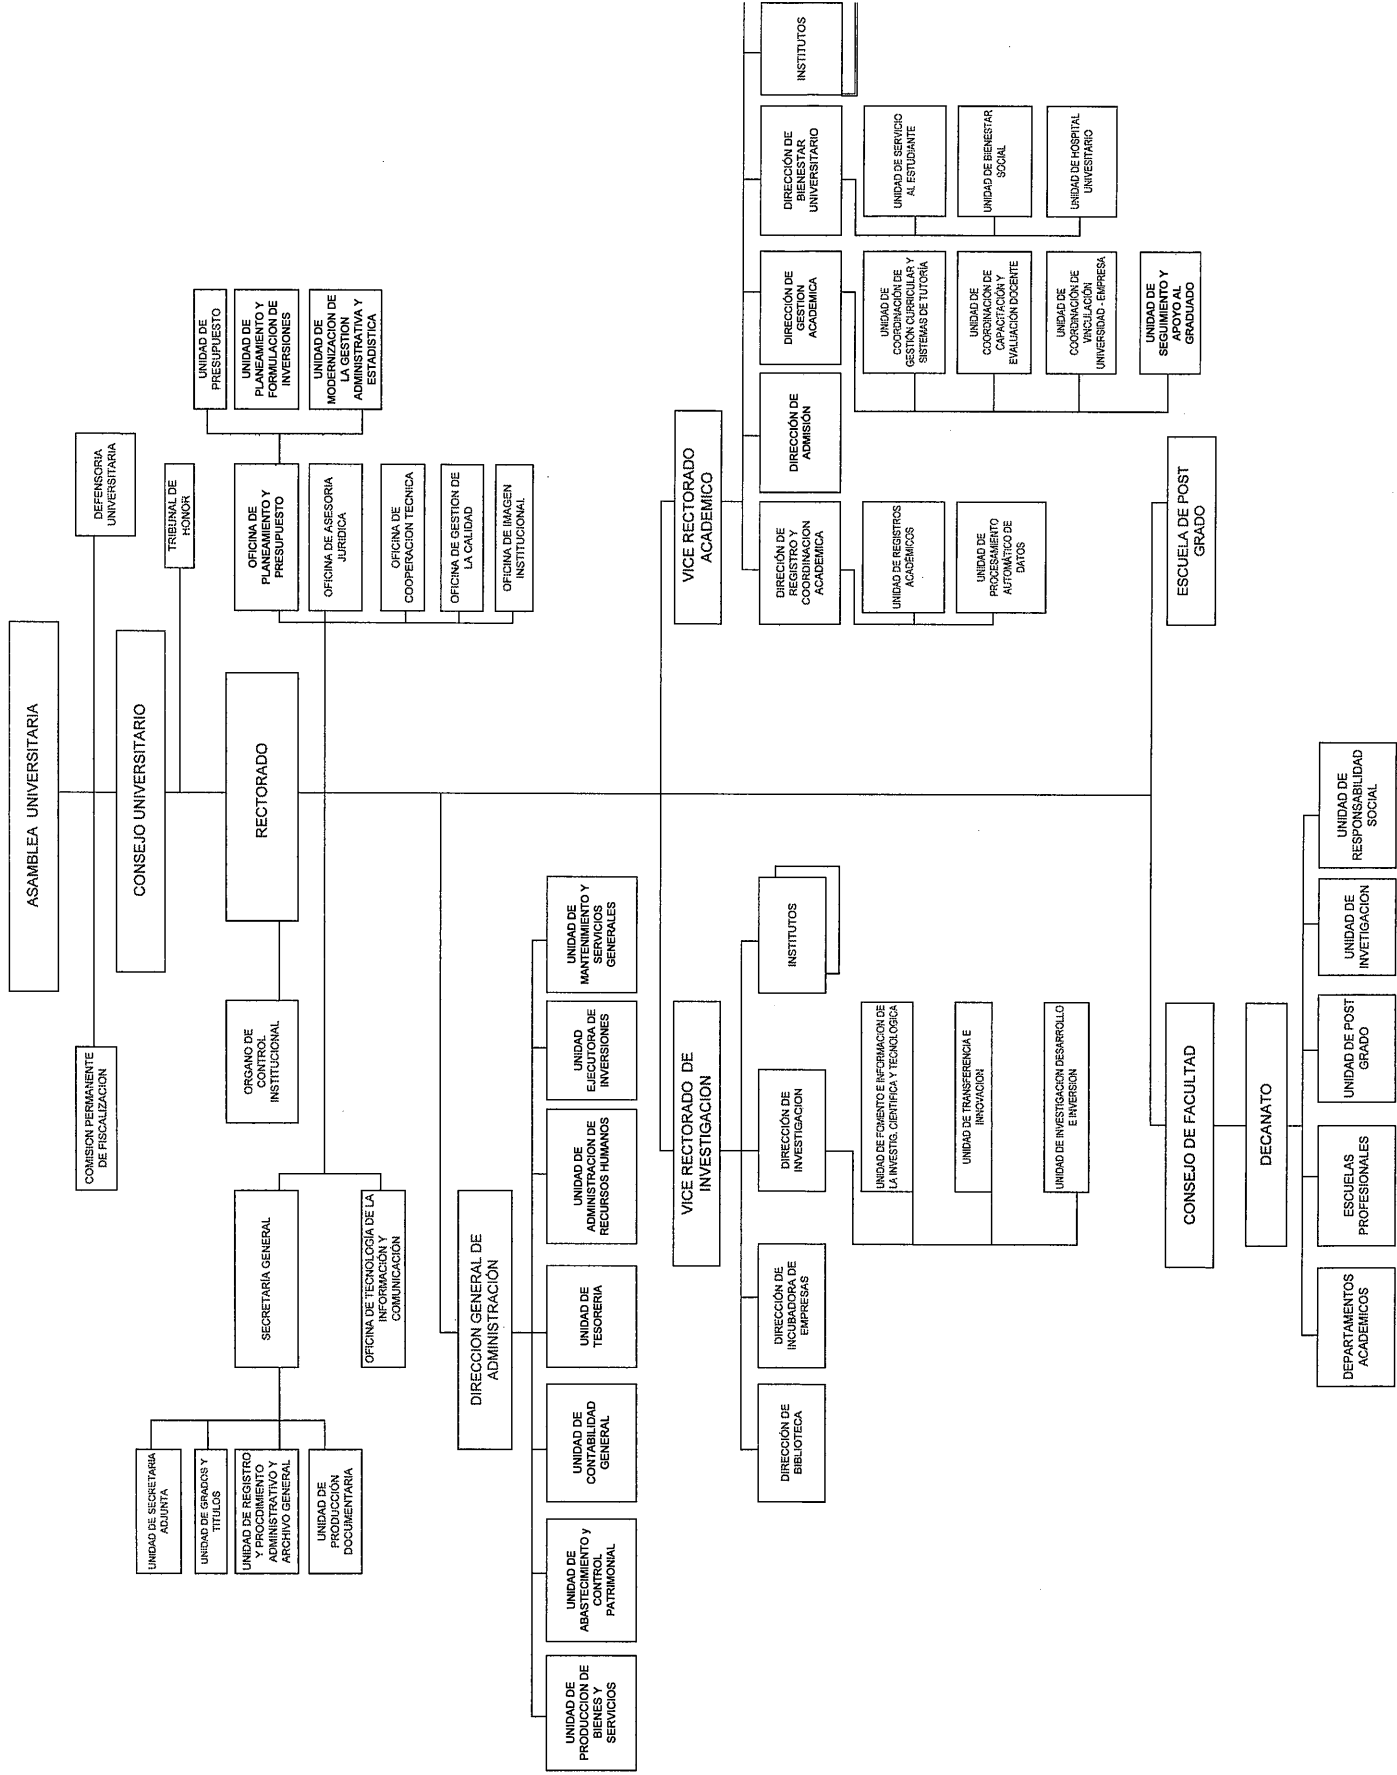 ASAMBLEA UNIVERSITARIA
COMISION PERMANENTE
DE FISCALIZACION
DEFENSORIA
UNIVERSITARIA
CONSEJO UNIVERSITARIO
TRIBUNAL DE
HONOR
RECTORADO
ORGANO DE
CONTROL
INSTITUCIONAL
UNIDAD DE SECRETARIA
ADJUNTA
UNIDAD DE GRADOS Y
TITULOS
UNIDAD DE REGISTRO
Y PROCDIMIENTO
ADMINISTRATIVO Y
ARCHIVO GENERAL
UNIDAD DE
PRODUCCIÓN
DOCUMENTARIA
SECRETARÍA GENERAL
OFICINA DE TECNOLOGÍA DE LA
INFORMACIÓN Y
COMUNICACIÓN
OFICINA DE
PLANEAMIENTO Y
PRESUPUESTO
OFICINA DE ASESORIA
JURIDICA
OFICINA DE
COOPERACION TECNICA
OFICINA DE GESTION DE
LA CALIDAD
OFICINA DE IMAGEN
INSTITUCIONAL
UNIDAD DE
PRESUPUESTO
UNIDAD DE
PLANEAMIENTO Y
FORMULACION DE
INVERSIONES
UNIDAD DE
MODERNIZACION DE
LA GESTION
ADMINISTRATIVA Y
ESTADISTICA
DIRECCION GENERAL DE
ADMINISTRACIÓN
UNIDAD DE
PRODUCCION DE
BIENES Y
SERVICIOS
UNIDAD DE
ABASTECIMIENTO y
CONTROL
PATRIMONIAL
UNIDAD DE
CONTABILIDAD
GENERAL
UNIDAD DE
TESORERIA
UNIDAD DE
ADMINISTRACION DE
RECURSOS HUMANOS
UNIDAD
EJECUTORA DE
INVERSIONES
UNIDAD DE
MANTENIMIENTO Y
SERVICIOS
GENERALES
VICE RECTORADO DE
INVESTIGACION
DIRECCIÓN DE
BIBLIOTECA
DIRECCIÓN DE
INCUBADORA DE
EMPRESAS
DIRECCIÓN DE
INVESTIGACION
INSTITUTOS
UNIDAD DE FOMENTO E INFORMACION DE
LA INVESTIG. CIENTIFICA Y TECNOLOGICA
UNIDAD DE TRANSFERENCIA E
INNOVACION
UNIDAD DE INVESTIGACION DESARROLLO
E INVERSION
VICE RECTORADO
ACADEMICO
DIRECIÓN DE
REGISTRO Y
COORDINACION
ACADEMICA
DIRECCIÓN DE
ADMISIÓN
DIRECCIÓN DE
GESTION
ACADEMICA
DIRECCIÓN DE
BIENESTAR
UNIVERSITARIO
INSTITUTOS
UNIDAD DE REGISTROS
ACADÉMICOS
UNIDAD DE
PROCESAMIENTO
AUTOMÁTICO DE
DATOS
UNIDAD DE
COORDINACIÓN DE
GESTIÓN CURRICULAR Y
SISTEMAS DE TUTORÍA
UNIDAD DE
COORDINACION DE
CAPACITACIÓN Y
EVALUACIÓN DOCENTE
UNIDAD DE
COORDINACIÓN DE
VINCULACIÓN
UNIVERSIDAD - EMPRESA
UNIDAD DE
SEGUIMIENTO Y
APOYO AL
GRADUADO
UNIDAD DE SERVICIO
AL ESTUDIANTE
UNIDAD DE BIENESTAR
SOCIAL
UNIDAD DE HOSPITAL
UNIVESITARIO
CONSEJO DE FACULTAD
ESCUELA DE POST
GRADO
DECANATO
DEPARTAMENTOS
ACADEMICOS
ESCUELAS
PROFESIONALES
UNIDAD DE POST
GRADO
UNIDAD DE
INVETIGACION
UNIDAD DE
RESPONSABILIDAD
SOCIAL